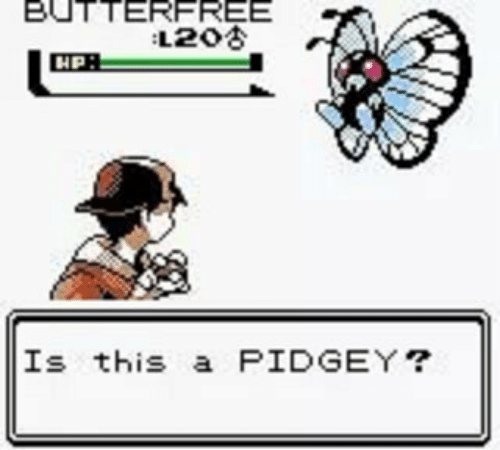 BUTTERFREE
:L20♂
HP:
Is this a PIDGEY?